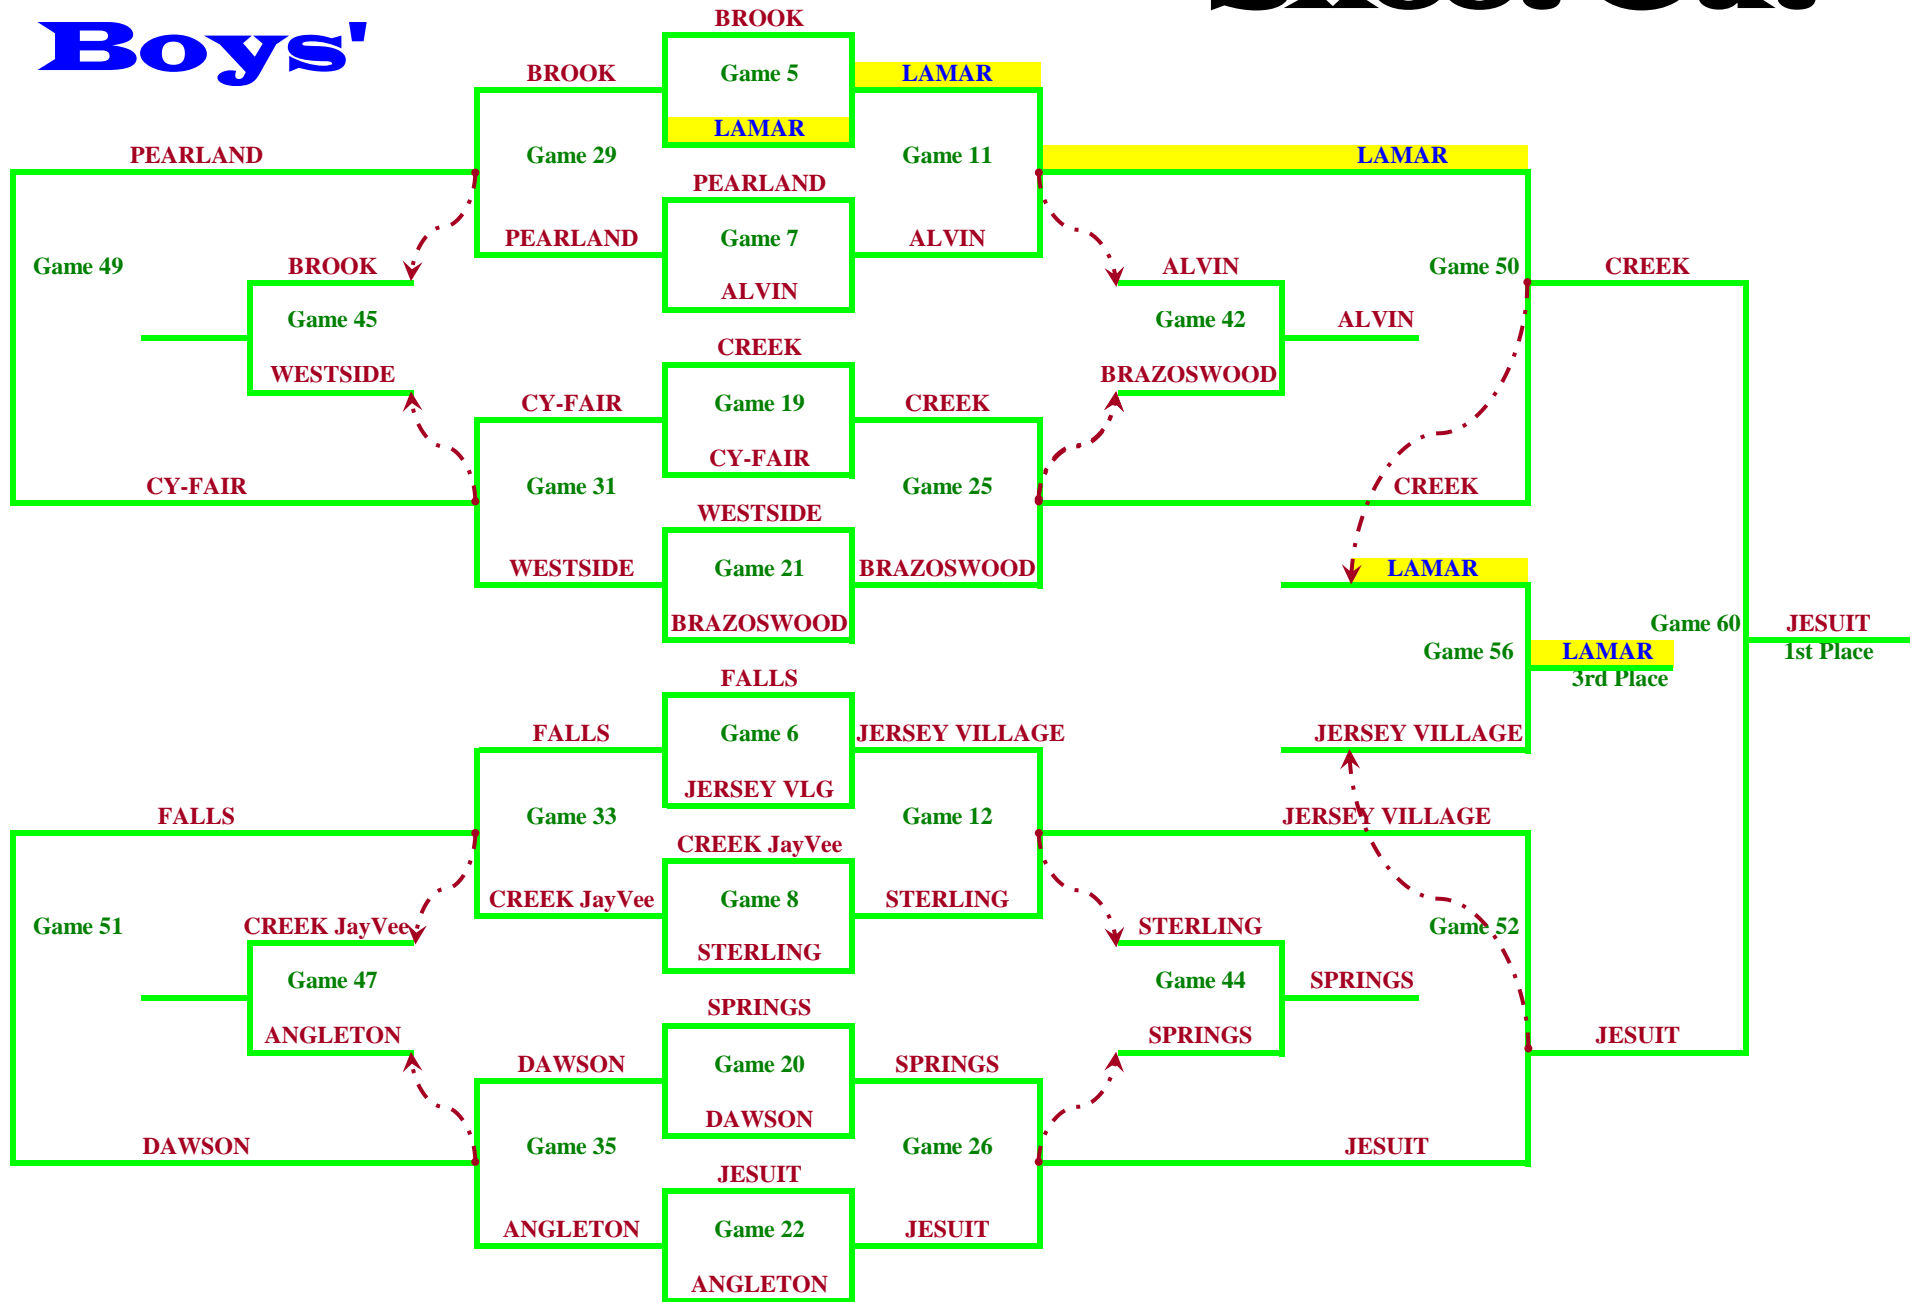 Shoot Out
Boys'
BROOK
BROOK
Game 5
LAMAR
LAMAR
PEARLAND
Game 29
Game 11
LAMAR
PEARLAND
PEARLAND
Game 7
ALVIN
Game 49
BROOK
ALVIN
Game 50
CREEK
ALVIN
Game 45
Game 42
ALVIN
CREEK
WESTSIDE
BRAZOSWOOD
CY-FAIR
Game 19
CREEK
CY-FAIR
CY-FAIR
Game 31
Game 25
CREEK
WESTSIDE
WESTSIDE
Game 21
BRAZOSWOOD
LAMAR
BRAZOSWOOD
Game 60
JESUIT
Game 56
LAMAR
1st Place
FALLS
3rd Place
FALLS
Game 6
JERSEY VILLAGE
JERSEY VILLAGE
JERSEY VLG
FALLS
Game 33
Game 12
JERSEY VILLAGE
CREEK JayVee
CREEK JayVee
Game 8
STERLING
Game 51
CREEK JayVee
STERLING
Game 52
STERLING
Game 47
Game 44
SPRINGS
SPRINGS
ANGLETON
SPRINGS
JESUIT
DAWSON
Game 20
SPRINGS
DAWSON
DAWSON
Game 35
Game 26
JESUIT
JESUIT
ANGLETON
Game 22
JESUIT
ANGLETON